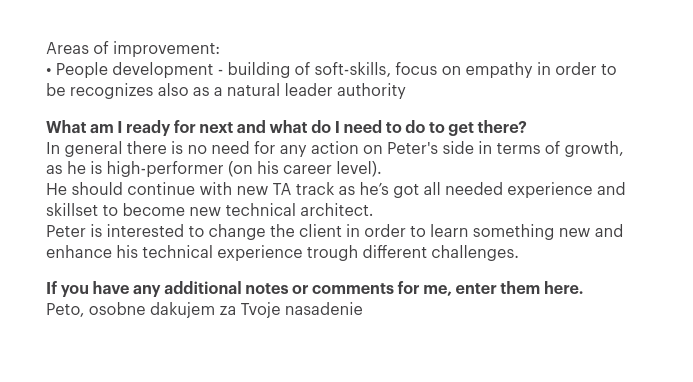 Areas of improvement:
• People development - building of soft-skills, focus on empathy in order to
be recognizes also as a natural leader authority
What am I ready for next and what do I need to do to get there?
In general there is no need for any action on Peter's side in terms of growth,
as he is high-performer (on his career level).
He should continue with new TA track as he’s got all needed experience and
skillset to become new technical architect.
Peter is interested to change the client in order to learn something new and
enhance his technical experience trough different challenges.
If you have any additional notes or comments for me, enter them here.
Peto, osobne dakujem za Tvoje nasadenie